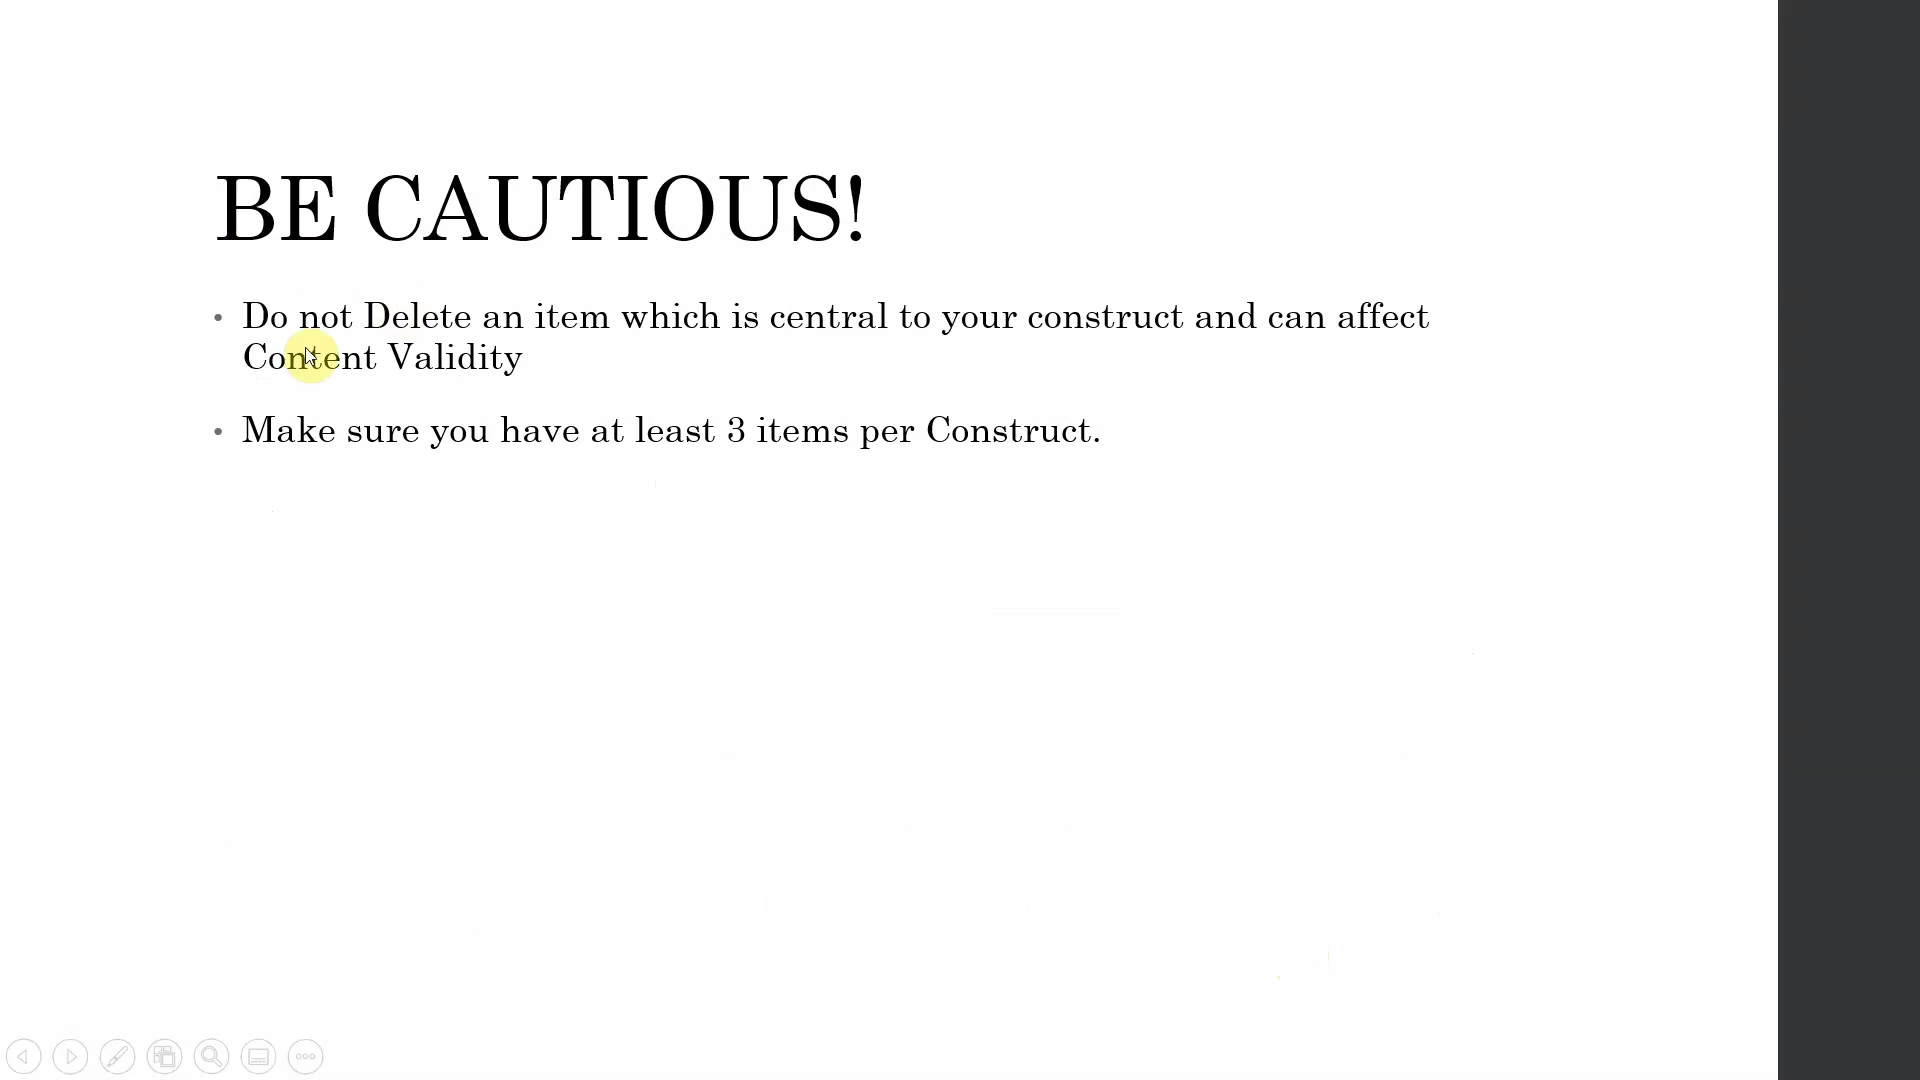 BE CAUTIOUS!
• Do not Delete an item which is central to your construct and can affect
Content Validity
• Make sure you have at least 3 items per Construct.